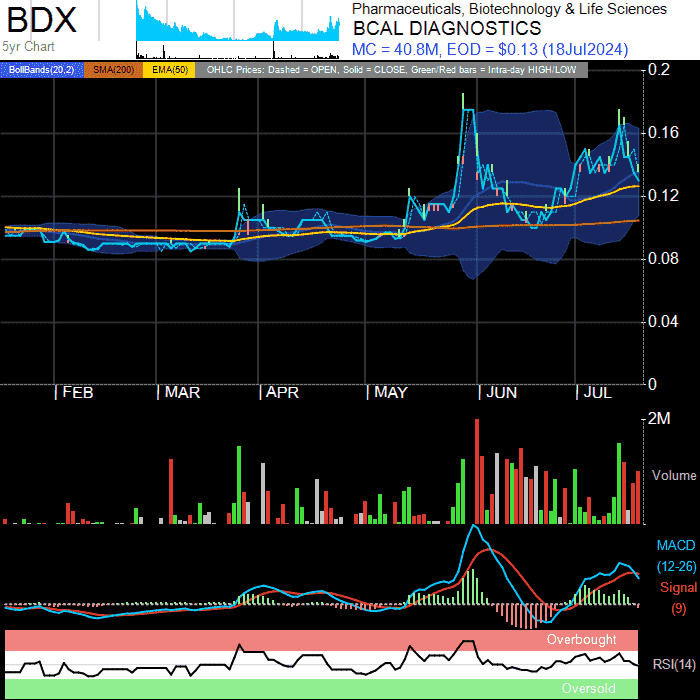 BDX
5yr Chart
Pharmaceuticals, Biotechnology & Life Sciences
BCAL DIAGNOSTICS
MC = 40.8M, EOD = $0.13 (18Jul2024)
BollBands(20,2) SMA(200) EMA(50) OHLC Prices: Dashed = OPEN, Solid = CLOSE, Green/Red bars = Intra-day HIGH/LOW
0.2
0.16
0.12
0.08
0.04
0
FEB MAR APR MAY JUN JUL
2M
Volume
MACD
(12-26)
Signal
(9)
Overbought
RSI(14)
Oversold